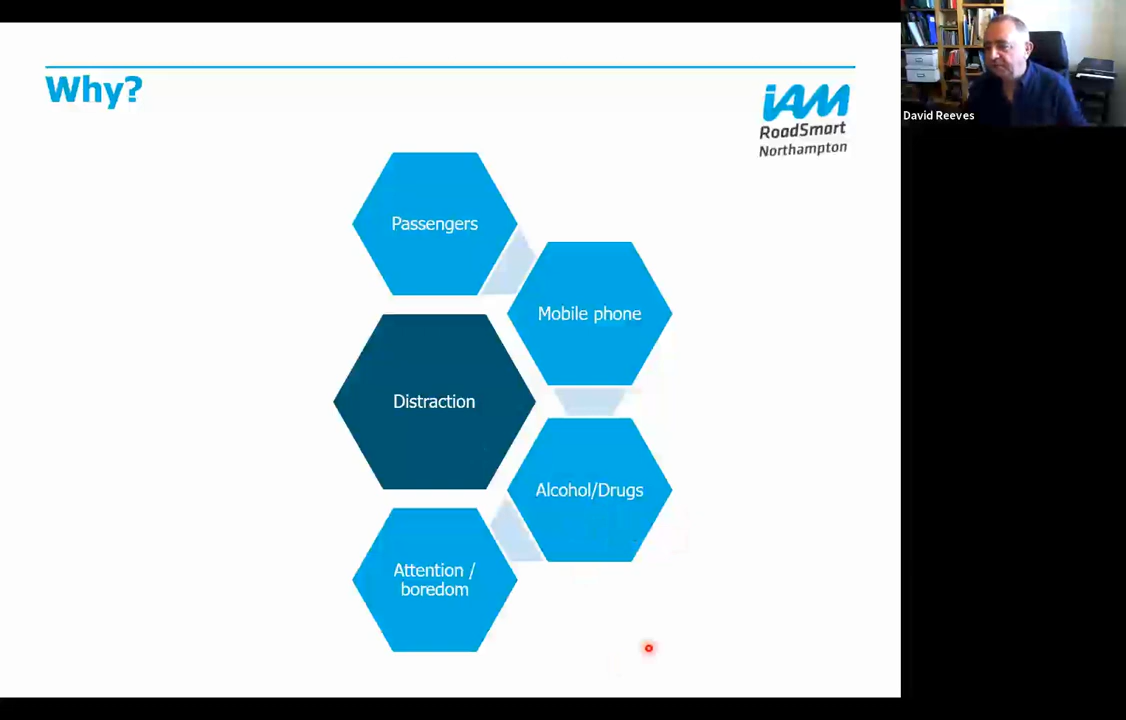 Why?
iAM
RoadSmart
Northampton
David Reeves
Passengers
Mobile phone
Distraction
Alcohol/Drugs
Attention /
boredom